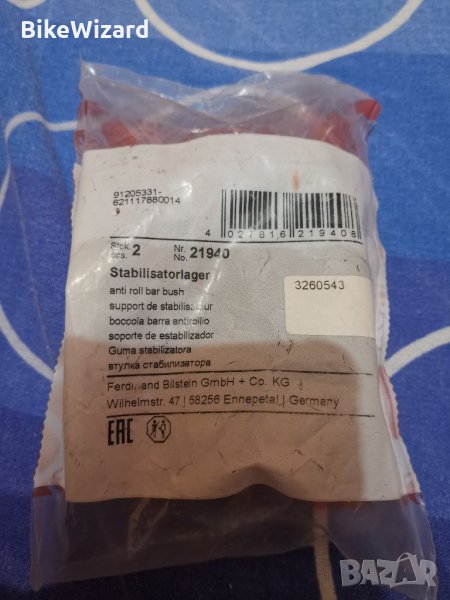 BikeWizard
91205331-
621117880014
4 027816 219408
Stck. 2 Nr.
pcs. No. 21940
Stabilisatorlager
anti roll bar bush
support de stabilisateur
boccola barra antirollio
soporte de estabilizador
Guma stabilizatora
втулка стабилизатора
3260543
Ferdinand Bilstein GmbH + Co. KG
Wilhelmstr. 47 | 58256 Ennepetal | Germany
EAC
BAZAR